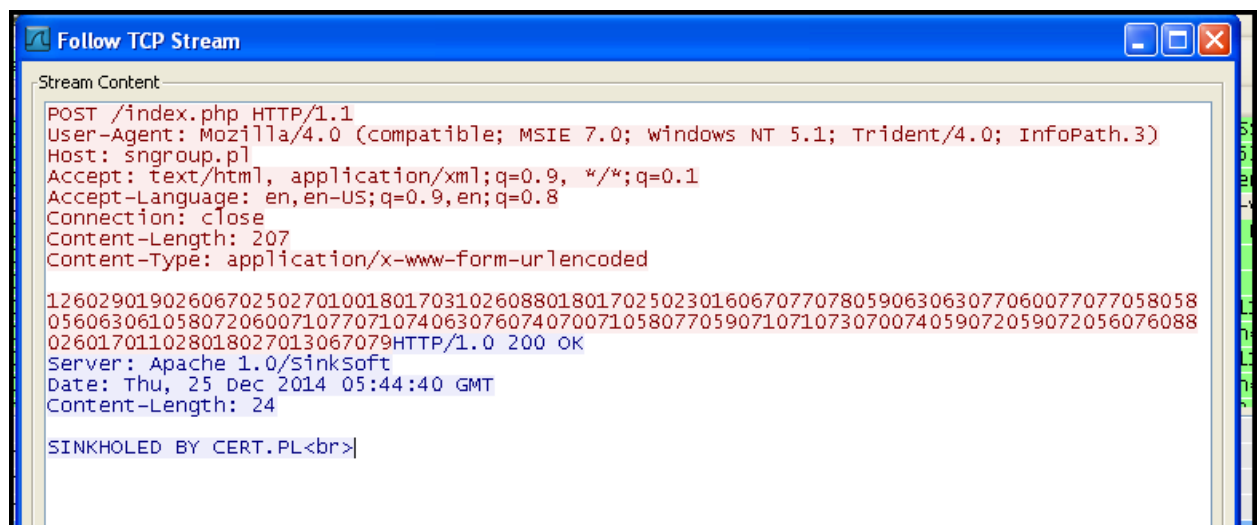 Follow TCP Stream
Stream Content
POST /index.php HTTP/1.1
User-Agent: Mozilla/4.0 (compatible; MSIE 7.0; Windows NT 5.1; Trident/4.0; InfoPath.3)
Host: sngroup.pl
Accept: text/html, application/xml;q=0.9, */*;q=0.1
Accept-Language: en,en-US;q=0.9,en;q=0.8
Connection: close
Content-Length: 207
Content-Type: application/x-www-form-urlencoded
126029019026067025027010018017031026088018017025023016067077078059063063077060077077058058
056063061058072060071077071074063076074070071058077059071071073070074059072059072056076088
026017011028018027013067079HTTP/1.0 200 OK
Server: Apache 1.0/SinkSoft
Date: Thu, 25 Dec 2014 05:44:40 GMT
Content-Length: 24
SINKHOLED BY CERT.PL<br>